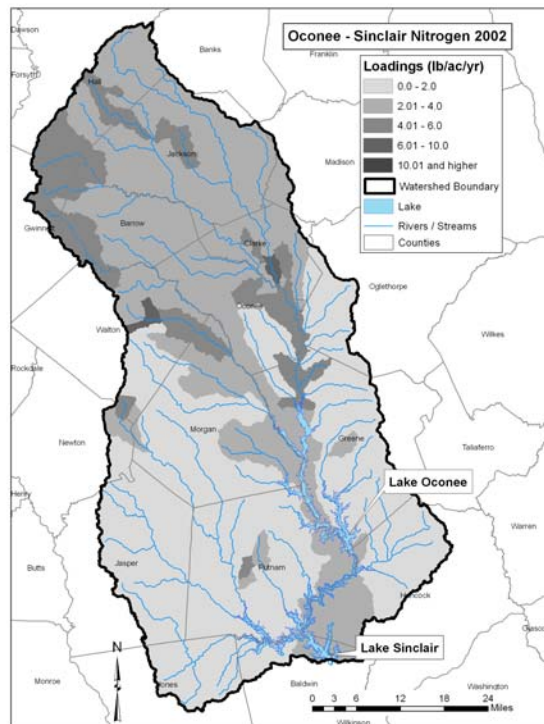 Oconee - Sinclair Nitrogen 2002
Loadings (lb/ac/yr)
0.0 - 2.0
2.01 - 4.0
4.01 - 6.0
6.01 - 10.0
10.01 and higher
Watershed Boundary
Lake
Rivers / Streams
Counties
Dawson
Banks
Franklin
Forsyth
Hall
Jackson
Madison
Barrow
Gwinnett
Clarke
Oglethorpe
Oconee
Walton
Wilkes
Rockdale
Newton
Morgan
Greene
Taliaferro
Lake Oconee
Henry
Warren
Butts
Jasper
Putnam
Hancock
Lake Sinclair
N
Monroe
Jones
Baldwin
Washington
Wilkinson
0 3 6 12 18 24
Miles